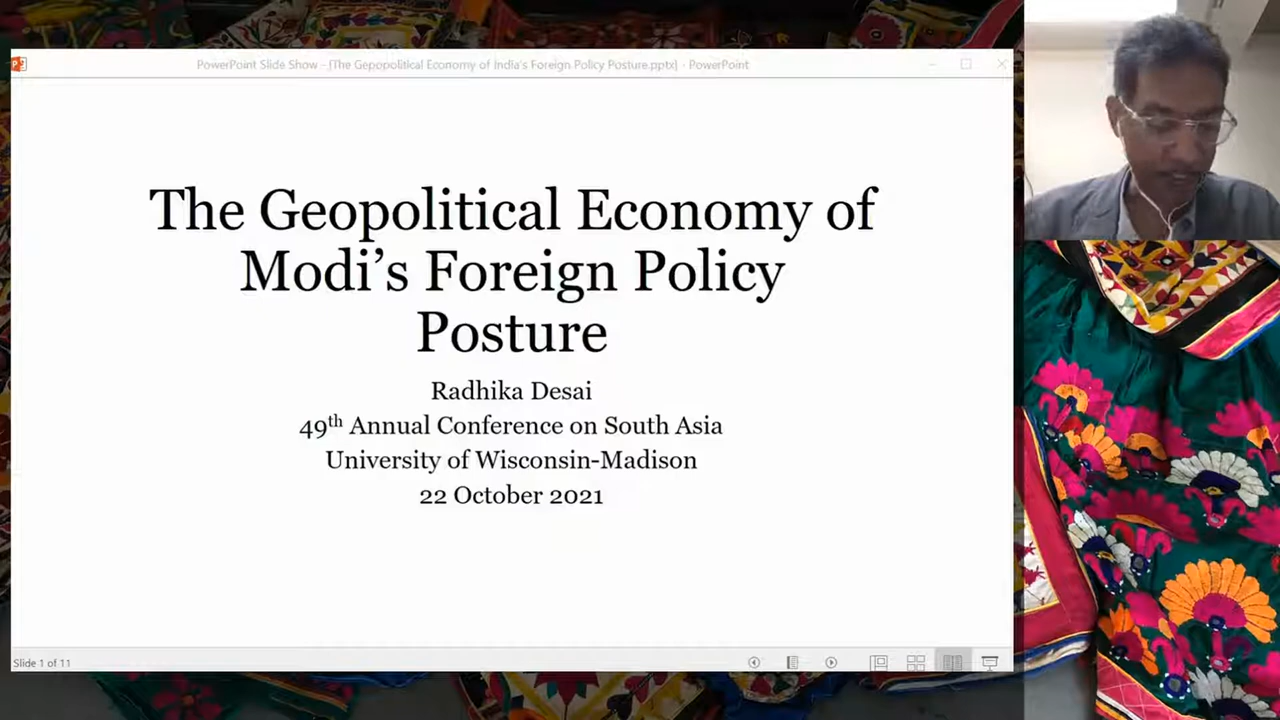 PowerPoint Slide Show - [The Gepopolitical Economy of India's Foreign Policy Posture.pptx] - PowerPoint
The Geopolitical Economy of
Modi’s Foreign Policy
Posture
Radhika Desai
49th Annual Conference on South Asia
University of Wisconsin-Madison
22 October 2021
Slide 1 of 11